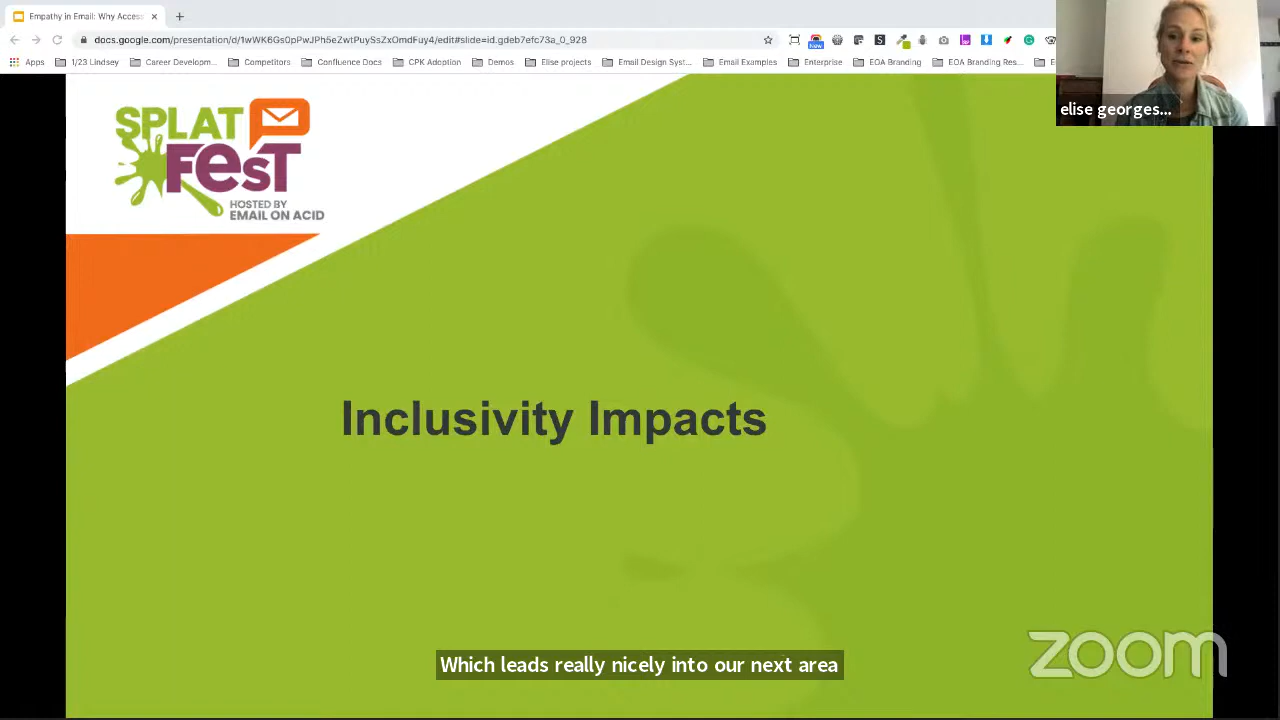 Empathy in Email: Why Access
docs.google.com/presentation/d/1wWK6Gs0pPwJPh5eZwtPuySsZxOmdFuy4/edit#slide=id.gdeb7efc73a_0_928
New
Apps 1/23 Lindsey Career Developm... Competitors Confluence Docs CPK Adoption Demos Elise projects Email Design Syst... Email Examples Enterprise EOA Branding EOA Branding Res...
elise georges...
SPLAT
FesT
HOSTED BY
EMAIL ON ACID
Inclusivity Impacts
Which leads really nicely into our next area
zoom